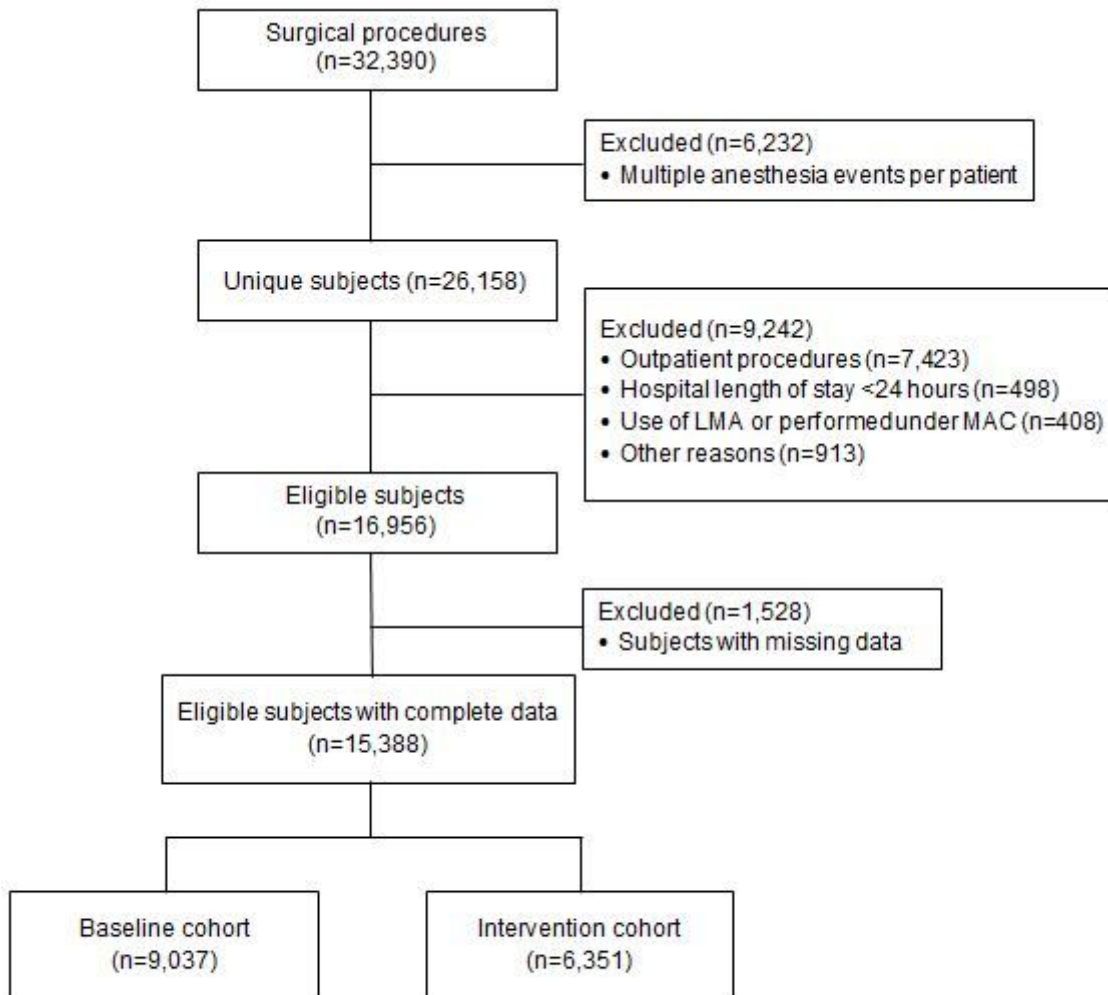 Surgical procedures
(n=32,390)
Excluded (n=6,232)
• Multiple anesthesia events per patient
Unique subjects (n=26,158)
Excluded (n=9,242)
• Outpatient procedures (n=7,423)
• Hospital length of stay <24 hours (n=498)
• Use of LMA or performed under MAC (n=408)
• Other reasons (n=913)
Eligible subjects
(n=16,956)
Excluded (n=1,528)
• Subjects with missing data
Eligible subjects with complete data
(n=15,388)
Baseline cohort
(n=9,037)
Intervention cohort
(n=6,351)